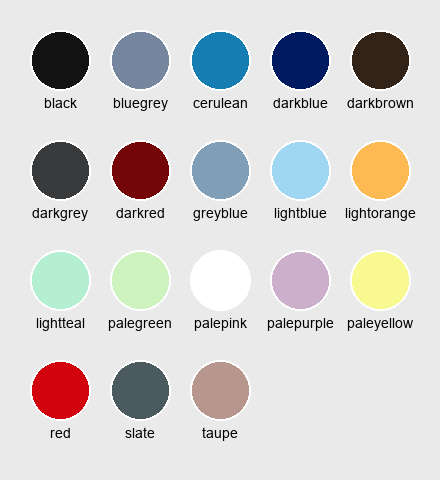 black bluegrey cerulean darkblue darkbrown
darkgrey darkred greyblue lightblue lightorange
lightteal palegreen palepink palepurple paleyellow
red slate taupe